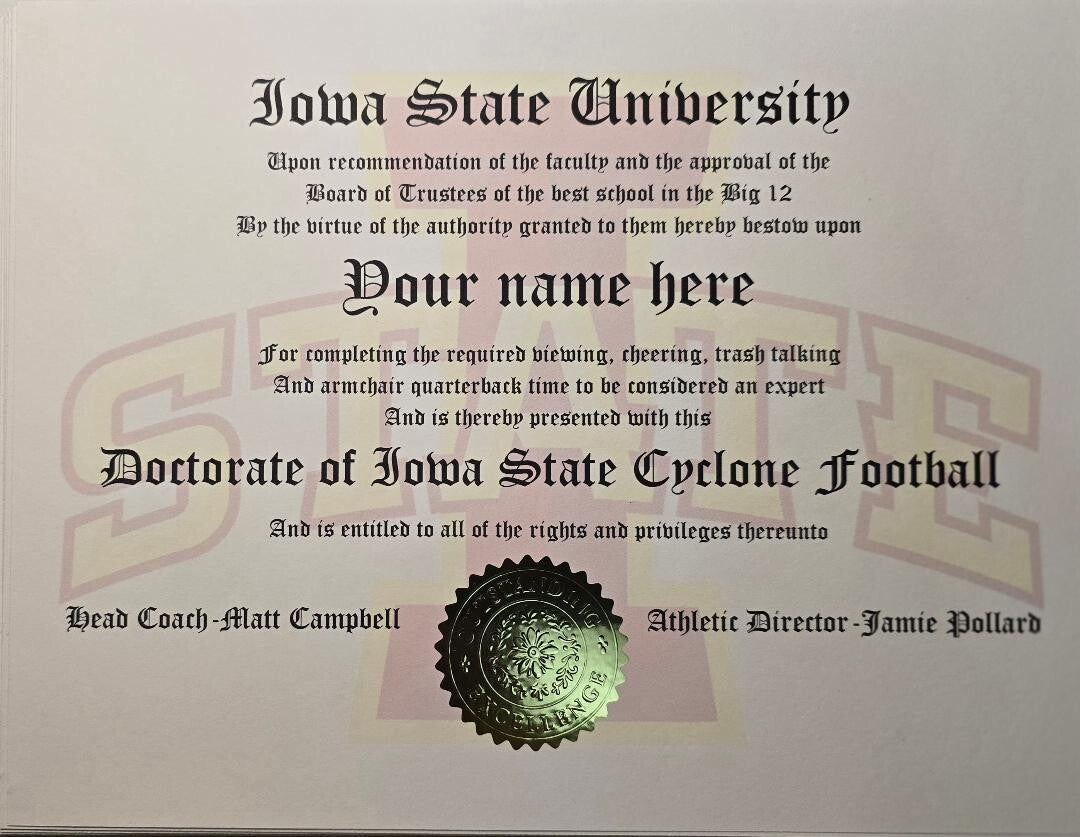 Iowa State University
Upon recommendation of the faculty and the approval of the
Board of Trustees of the best school in the Big 12
By the virtue of the authority granted to them hereby bestow upon
Your name here
For completing the required viewing, cheering, trash talking
And armchair quarterback time to be considered an expert
And is thereby presented with this
Doctorate of Iowa State Cyclone Football
And is entitled to all of the rights and privileges thereunto
Head Coach-Matt Campbell
Athletic Director-Jamie Pollard
OUTSTANDING
EXCELLENCE
I
STATE